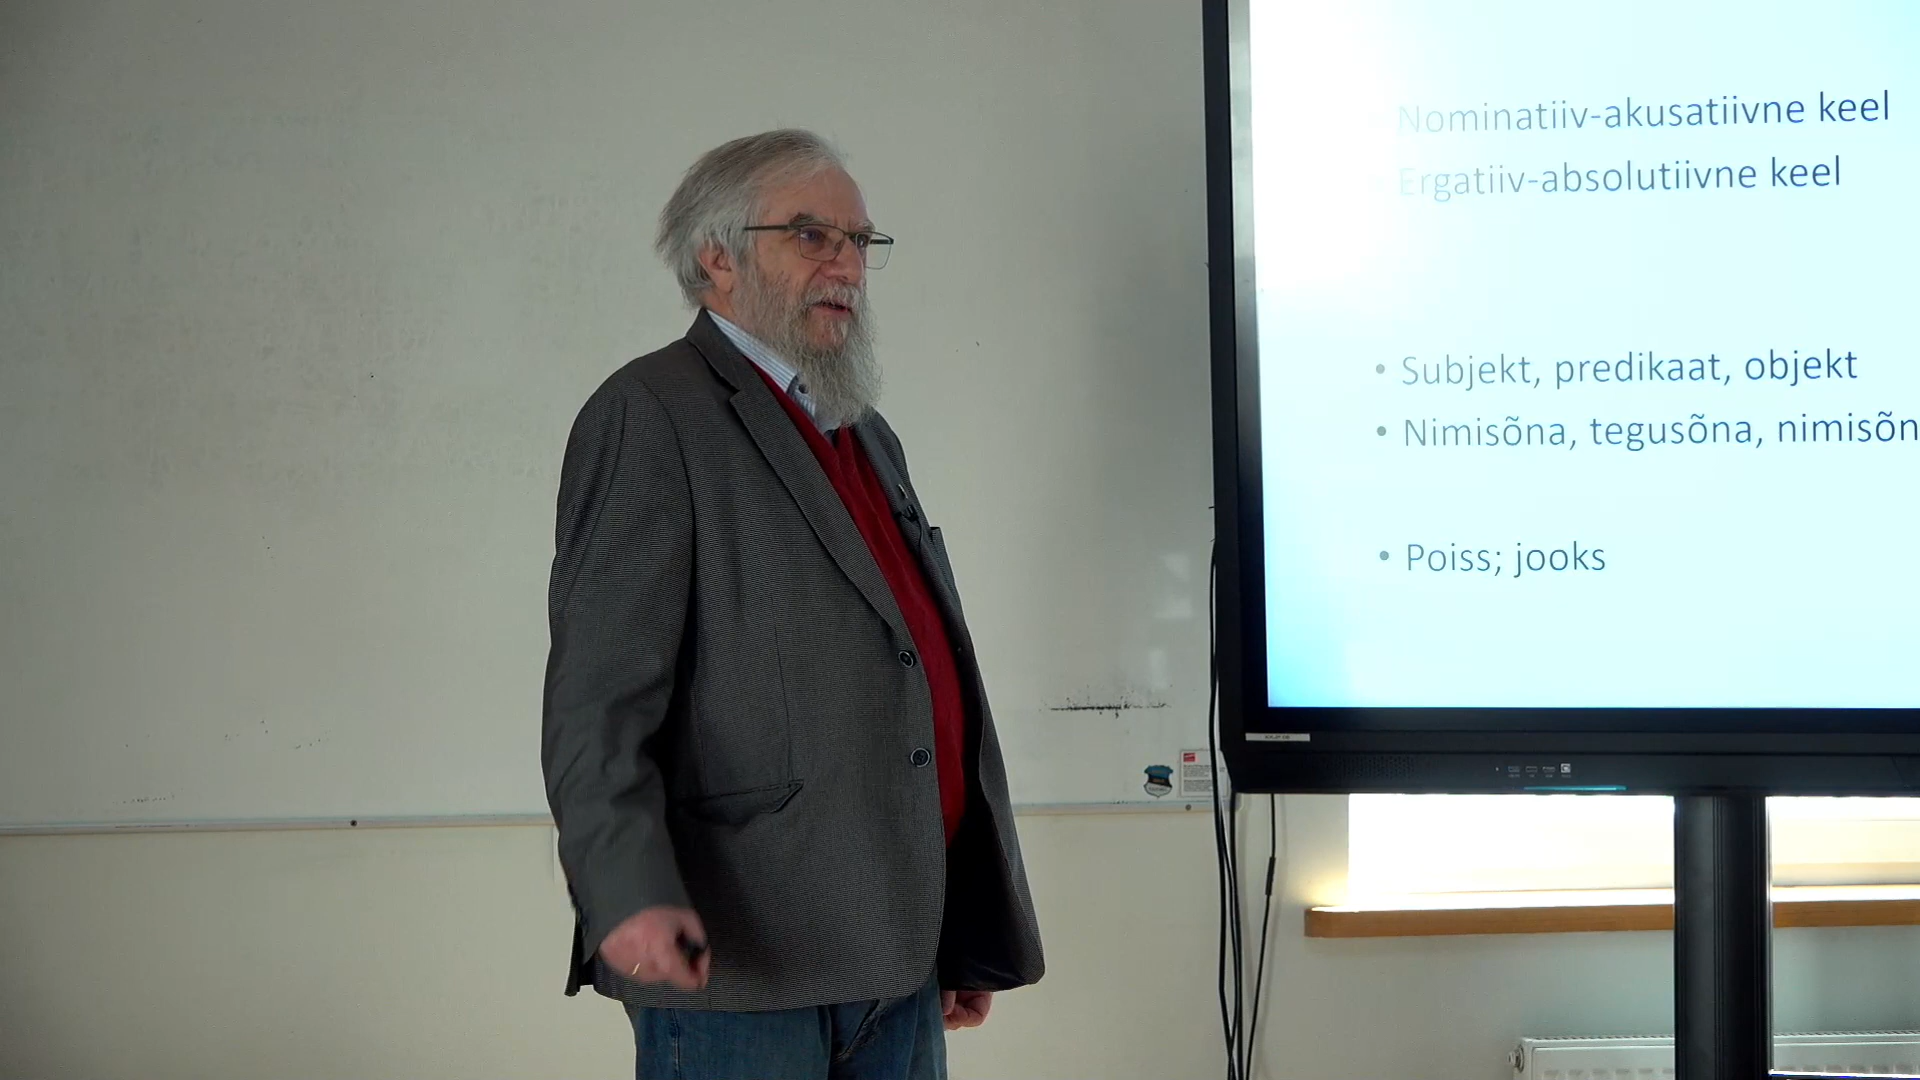 Nominatiiv-akusatiivne keel
Ergatiiv-absolutiivne keel
• Subjekt, predikaat, objekt
• Nimisõna, tegusõna, nimisõn
• Poiss; jooks